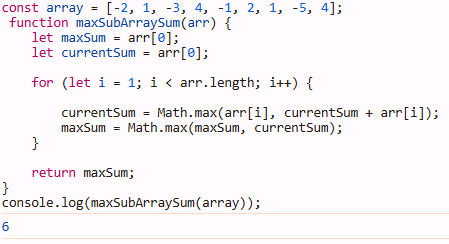 const array = [-2, 1, -3, 4, -1, 2, 1, -5, 4];
function maxSubArraySum(arr) {
let maxSum = arr[0];
let currentSum = arr[0];
for (let i = 1; i < arr.length; i++) {
currentSum = Math.max(arr[i], currentSum + arr[i]);
maxSum = Math.max(maxSum, currentSum);
}
return maxSum;
}
console.log(maxSubArraySum(array));
6